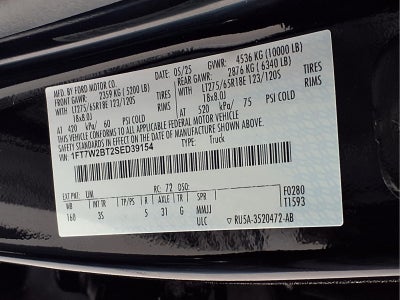 MFD. BY FORD MOTOR CO.
05/25 GVWR: 4536 KG (10000 LB)
FRONT GAWR: 2359 KG (5200 LB) REAR GAWR: 2876 KG (6340 LB)
LT275/65R18E 123/120S LT275/65R18E 123/120S
18x8.0J TIRES RIMS 18x8.0J TIRES RIMS
AT 420 kPa/ 60 PSI COLD AT 520 kPa/ 75 PSI COLD
THIS VEHICLE CONFORMS TO ALL APPLICABLE FEDERAL MOTOR VEHICLE
SAFETY STANDARDS IN EFFECT ON THE DATE OF MANUFACTURE SHOWN ABOVE.
VIN: 1FT7W2BT2SED39154 TYPE: Truck
EXT PNT: UM RC: 72 DSO: F0280
WB INT TR TP/PS R AXLE TR SPR 11593
160 3S S 31 G MMJJ
ULC RU5A-3520472-AB